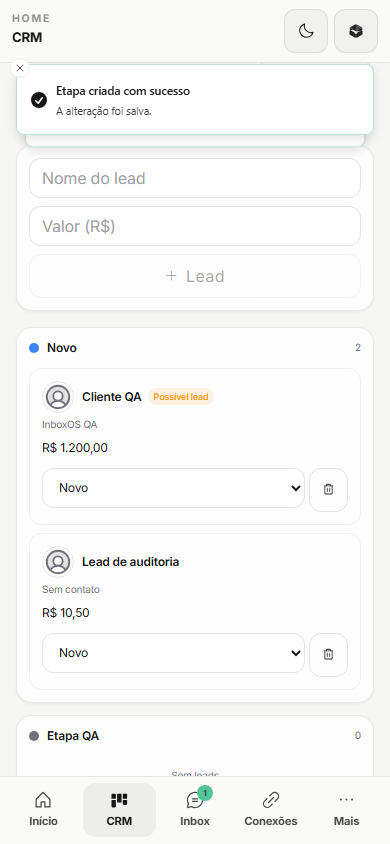 HOME
CRM
Etapa criada com sucesso
A alteração foi salva.
Nome do lead
Valor (R$)
+ Lead
Novo
2
Cliente QA
Possível lead
InboxOS QA
R$ 1.200,00
Novo
Lead de auditoria
Sem contato
R$ 10,50
Novo
Etapa QA
0
Sem leads
1
Início
CRM
Inbox
Conexões
Mais